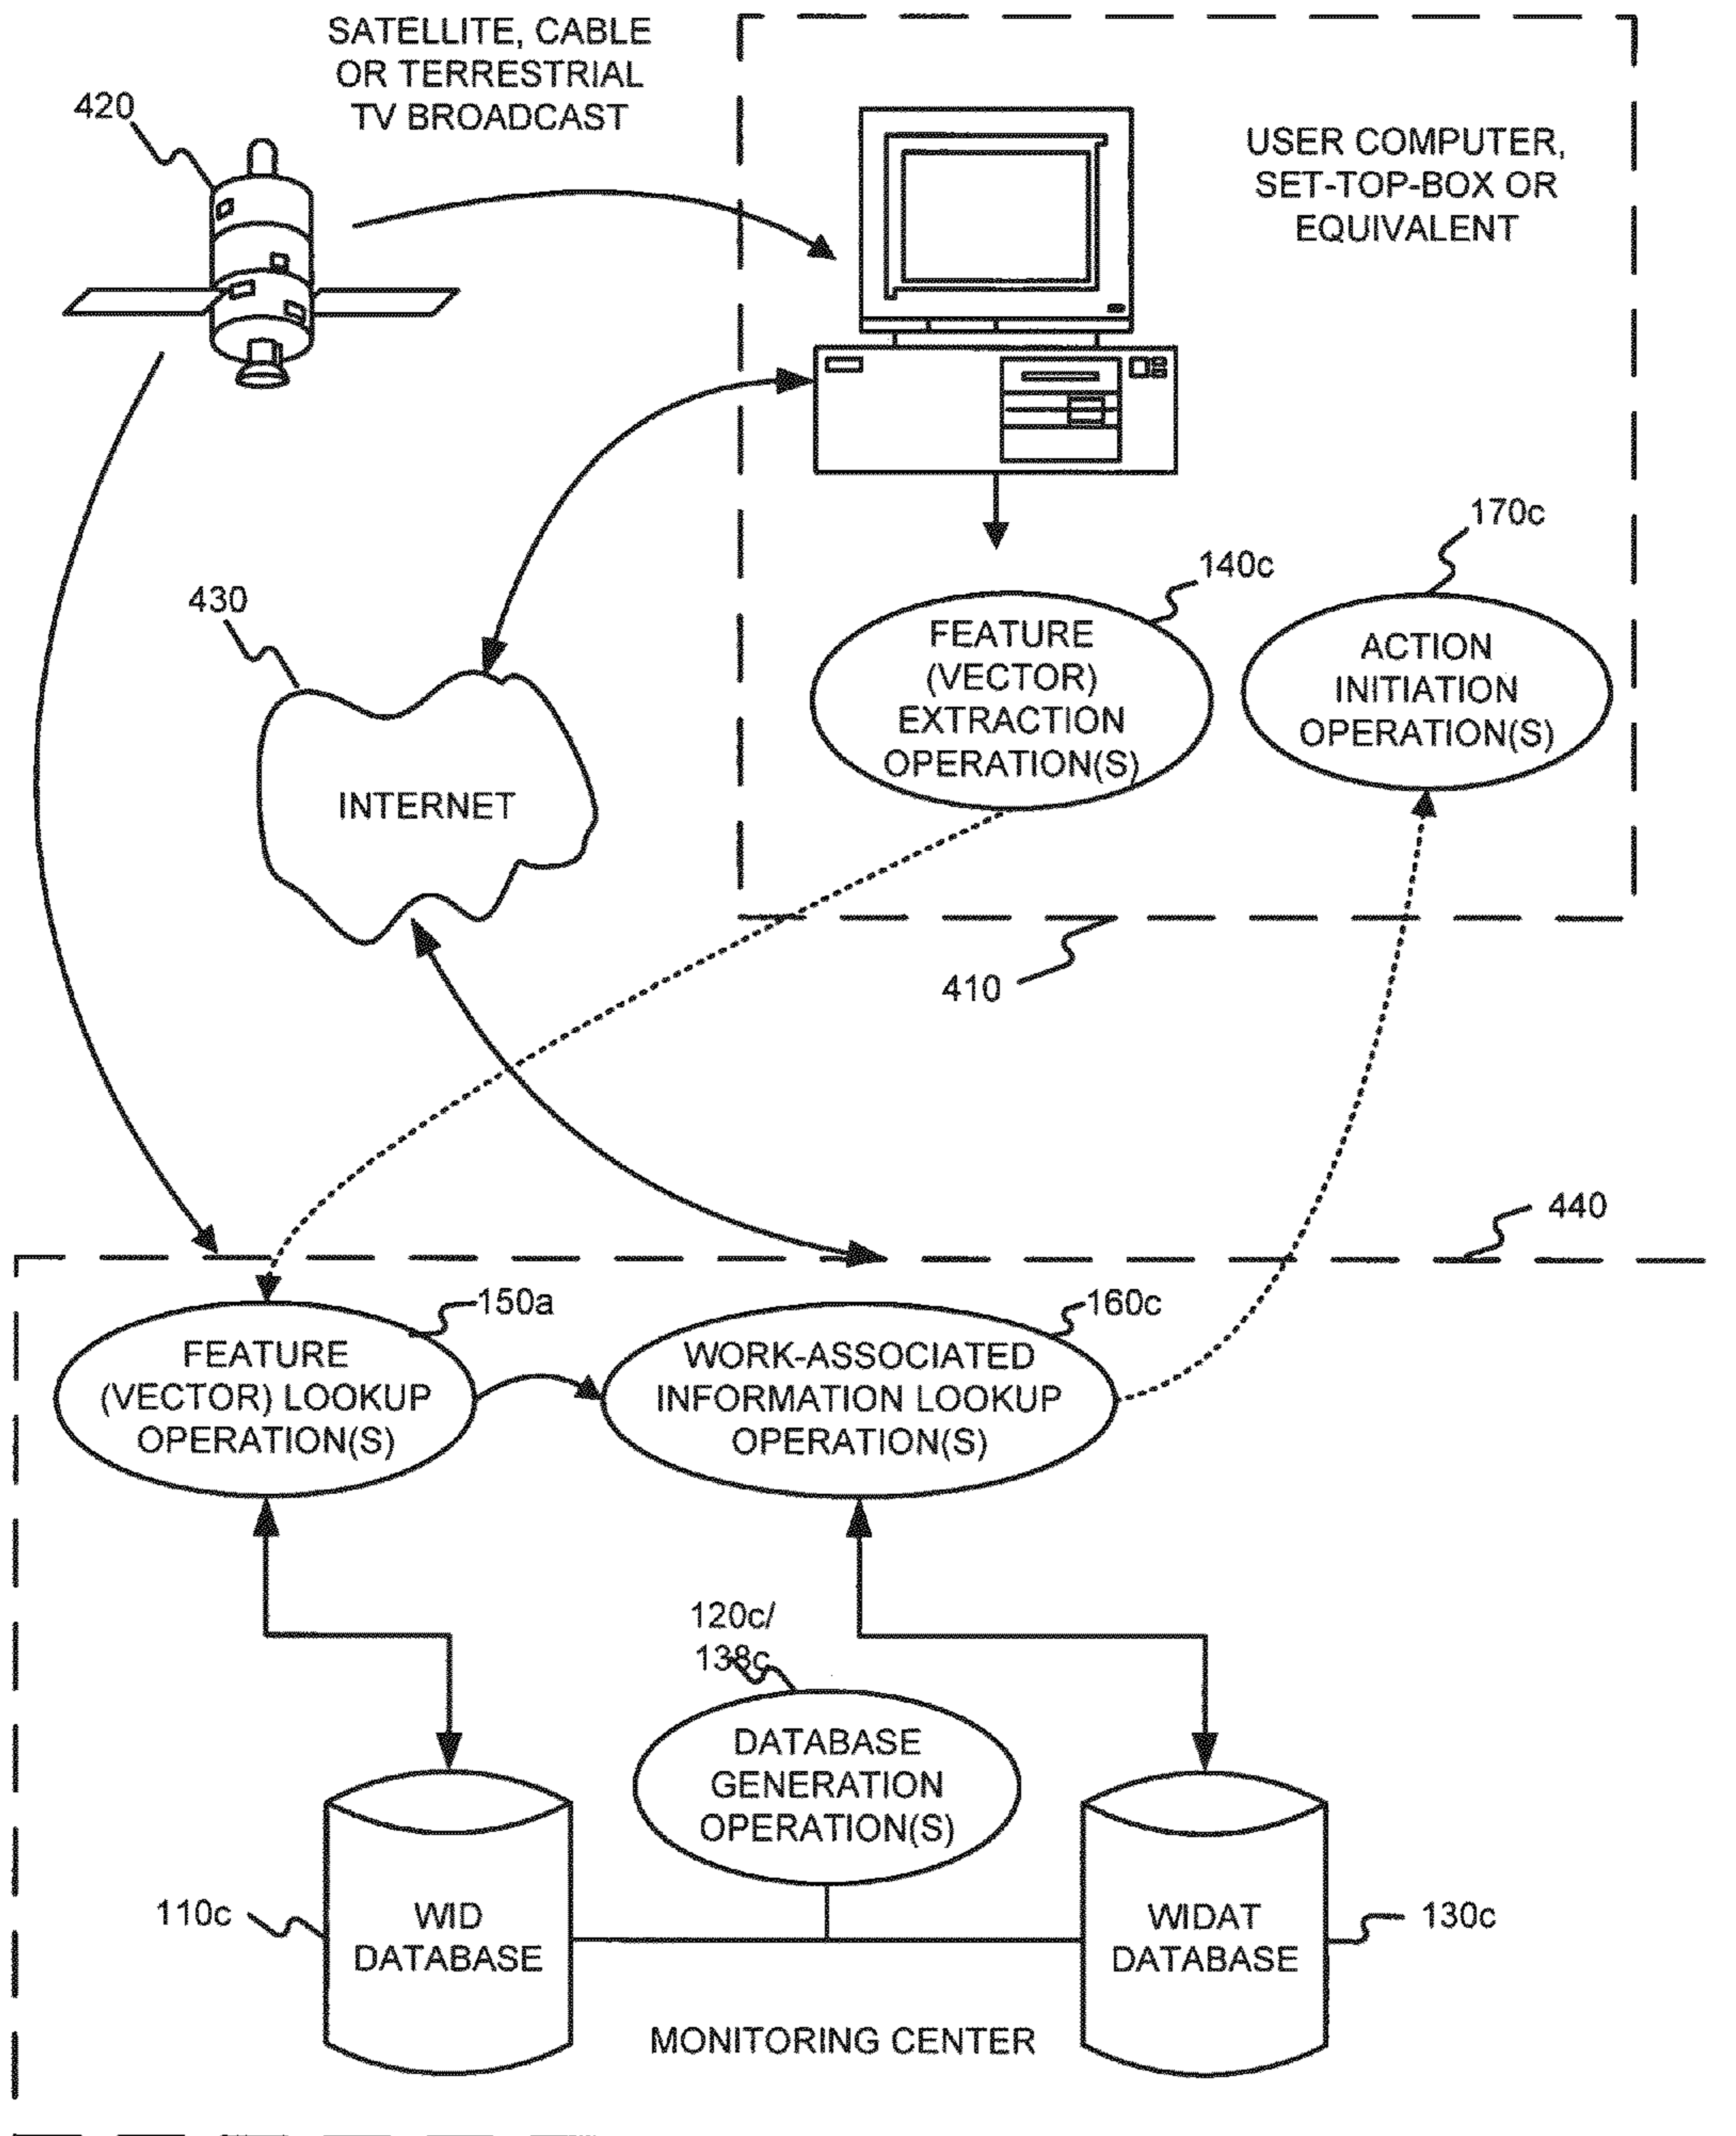 SATELLITE, CABLE
OR TERRESTRIAL
TV BROADCAST
420
USER COMPUTER,
SET-TOP-BOX OR
EQUIVALENT
170c
140c
430
FEATURE
(VECTOR)
EXTRACTION
OPERATION(S)
ACTION
INITIATION
OPERATION(S)
INTERNET
410
440
150a
160c
FEATURE
(VECTOR) LOOKUP
OPERATION(S)
WORK-ASSOCIATED
INFORMATION LOOKUP
OPERATION(S)
120c/
138c
DATABASE
GENERATION
OPERATION(S)
110c
WID
DATABASE
WIDAT
DATABASE
130c
MONITORING CENTER